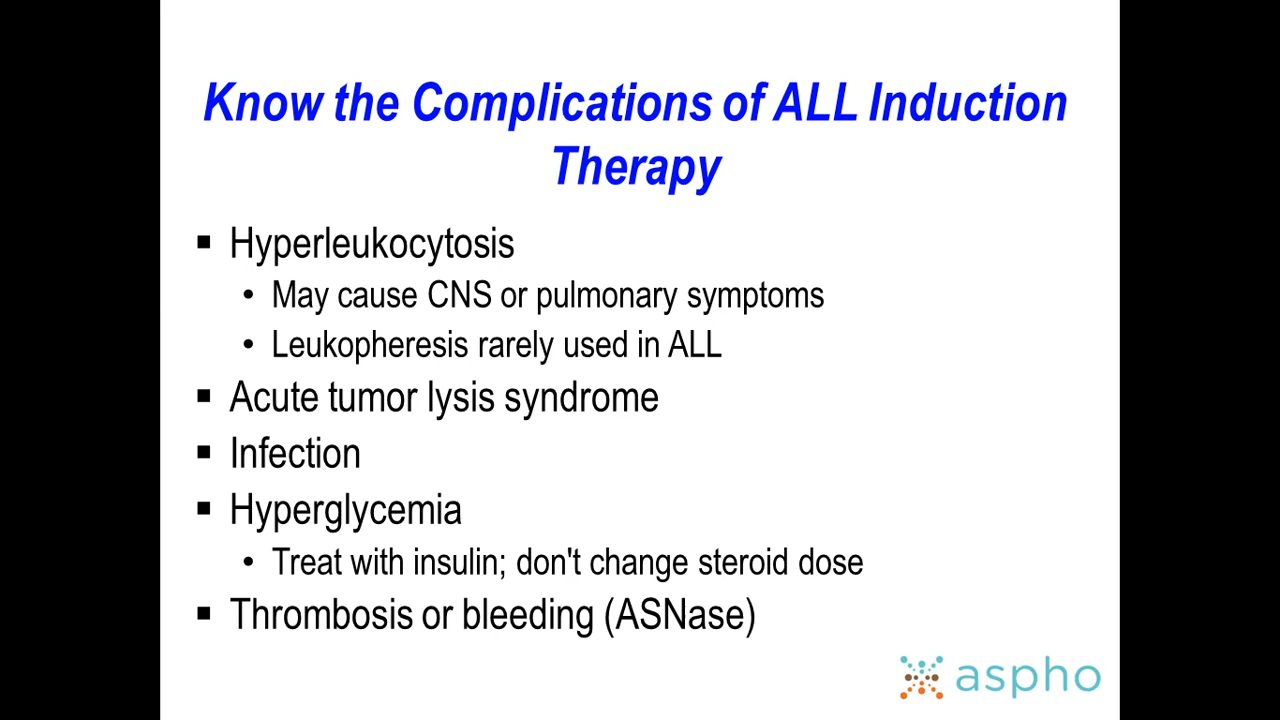 Know the Complications of ALL Induction
Therapy
▪ Hyperleukocytosis
• May cause CNS or pulmonary symptoms
• Leukopheresis rarely used in ALL
▪ Acute tumor lysis syndrome
▪ Infection
▪ Hyperglycemia
• Treat with insulin; don't change steroid dose
▪ Thrombosis or bleeding (ASNase)
aspho